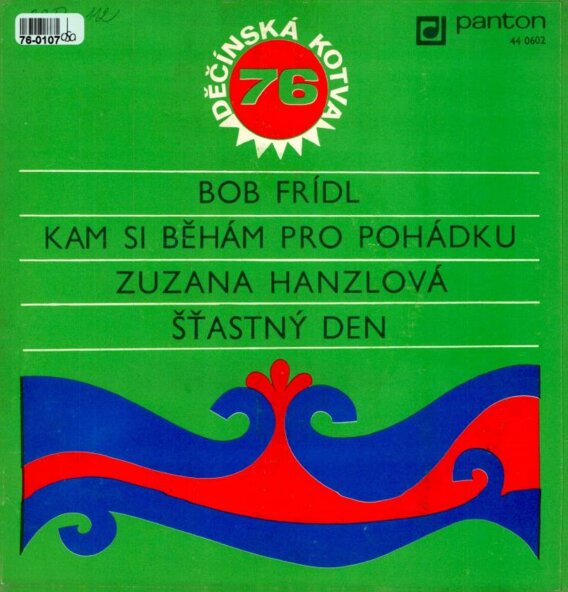 76-0107
DĚČÍNSKÁ KOTVA
76
panton
44 0602
BOB FRÍDL
KAM SI BĚHÁM PRO POHÁDKU
ZUZANA HANZLOVÁ
ŠŤASTNÝ DEN